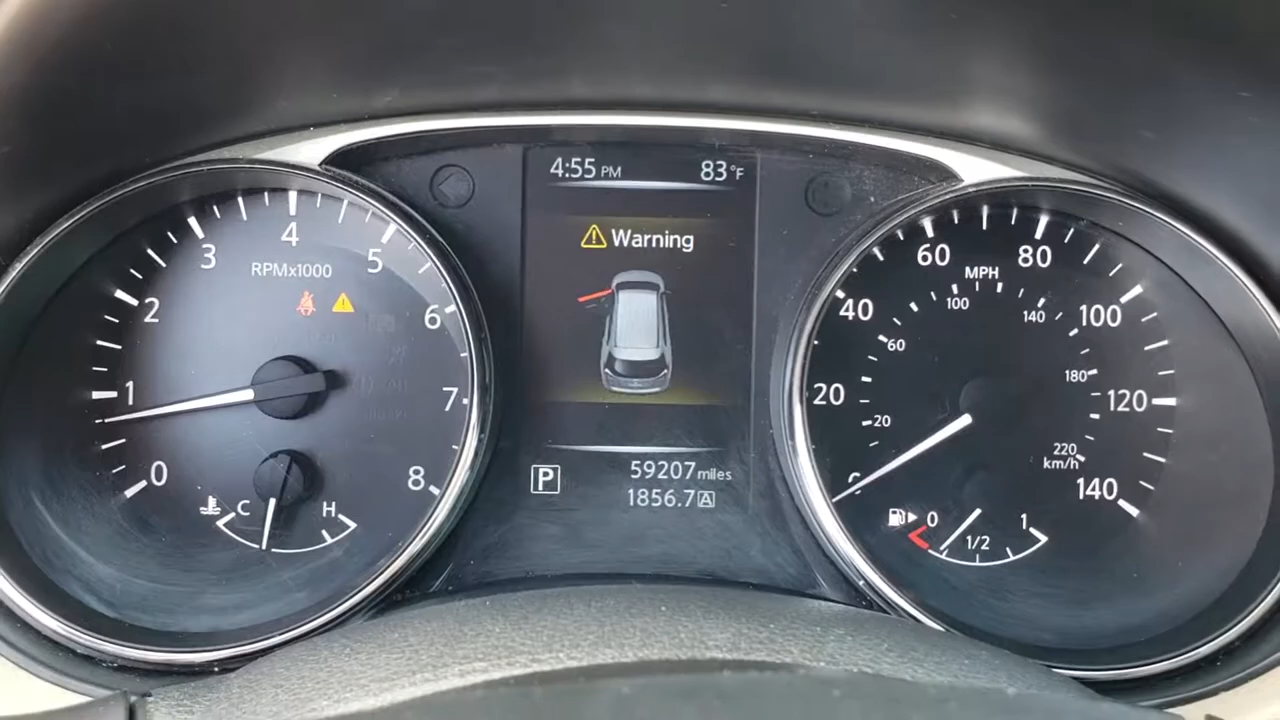 4:55 PM 83°F
Warning
P
59207 miles
1856.7 A
0
1
2
3
4
5
6
7
8
RPMx1000
C H
0
20
40
60
80
100
120
140
MPH
20
60
100
140
180
220
km/h
0 1/2 1